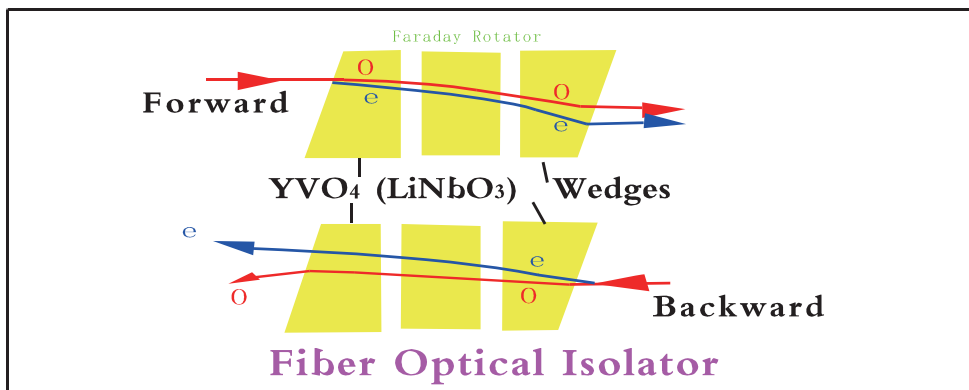 Faraday Rotator
O
O
Forward
e
e
YVO4 (LiNbO3) Wedges
e
e
O
O
Backward
Fiber Optical Isolator